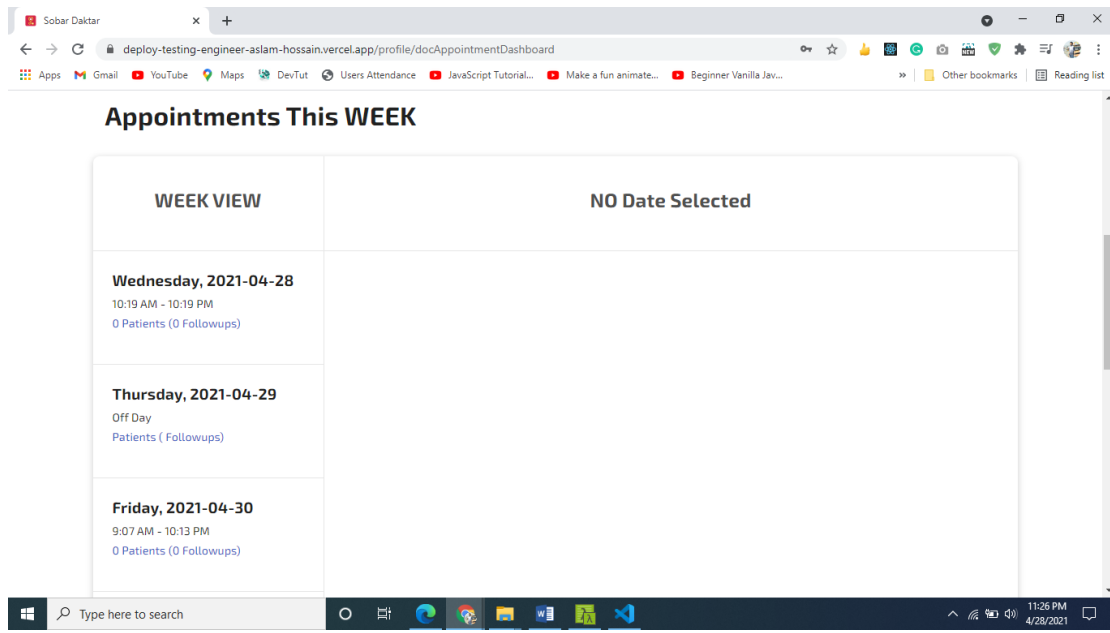 Sobar Daktar
deploy-testing-engineer-aslam-hossain.vercel.app/profile/docAppointmentDashboard
Apps Gmail YouTube Maps DevTut Users Attendance JavaScript Tutorial... Make a fun animate... Beginner Vanilla Jav... » Other bookmarks Reading list
Appointments This WEEK
WEEK VIEW
NO Date Selected
Wednesday, 2021-04-28
10:19 AM - 10:19 PM
0 Patients (0 Followups)
Thursday, 2021-04-29
Off Day
Patients ( Followups)
Friday, 2021-04-30
9:07 AM - 10:13 PM
0 Patients (0 Followups)
Type here to search
11:26 PM
4/28/2021